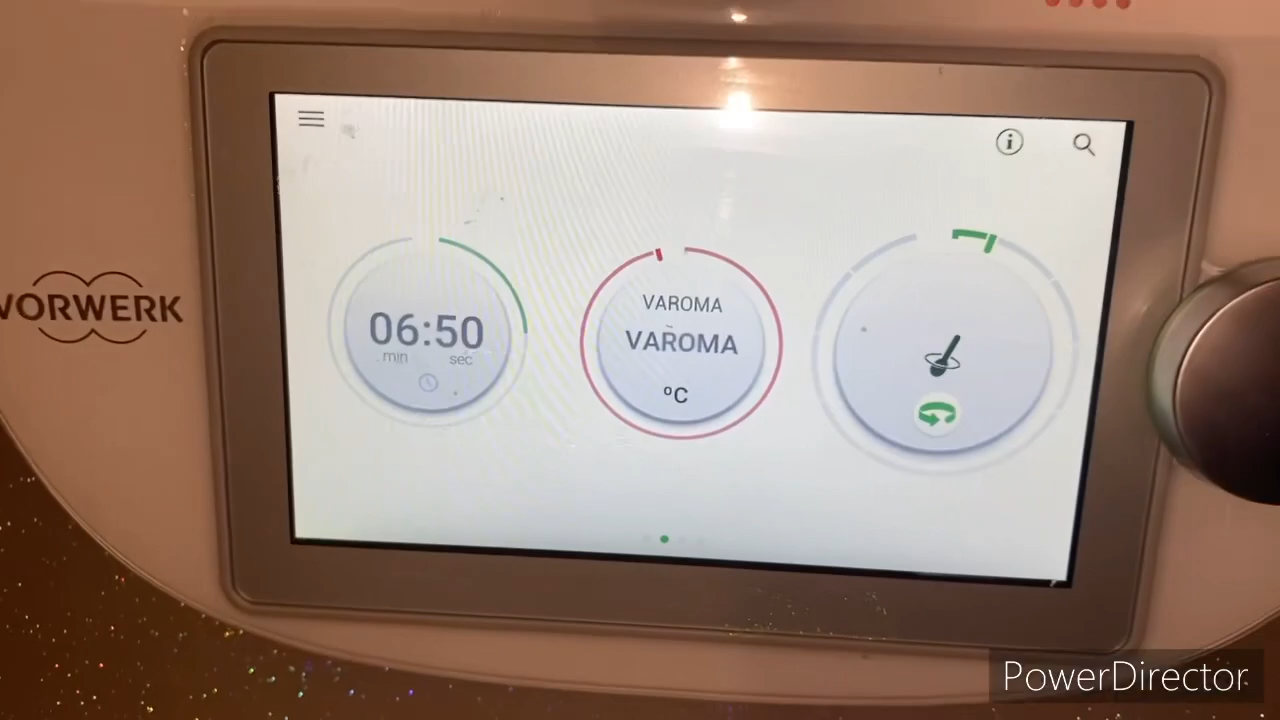 VORWERK
06:50
min sec
VAROMA
VAROMA
ºC
PowerDirector